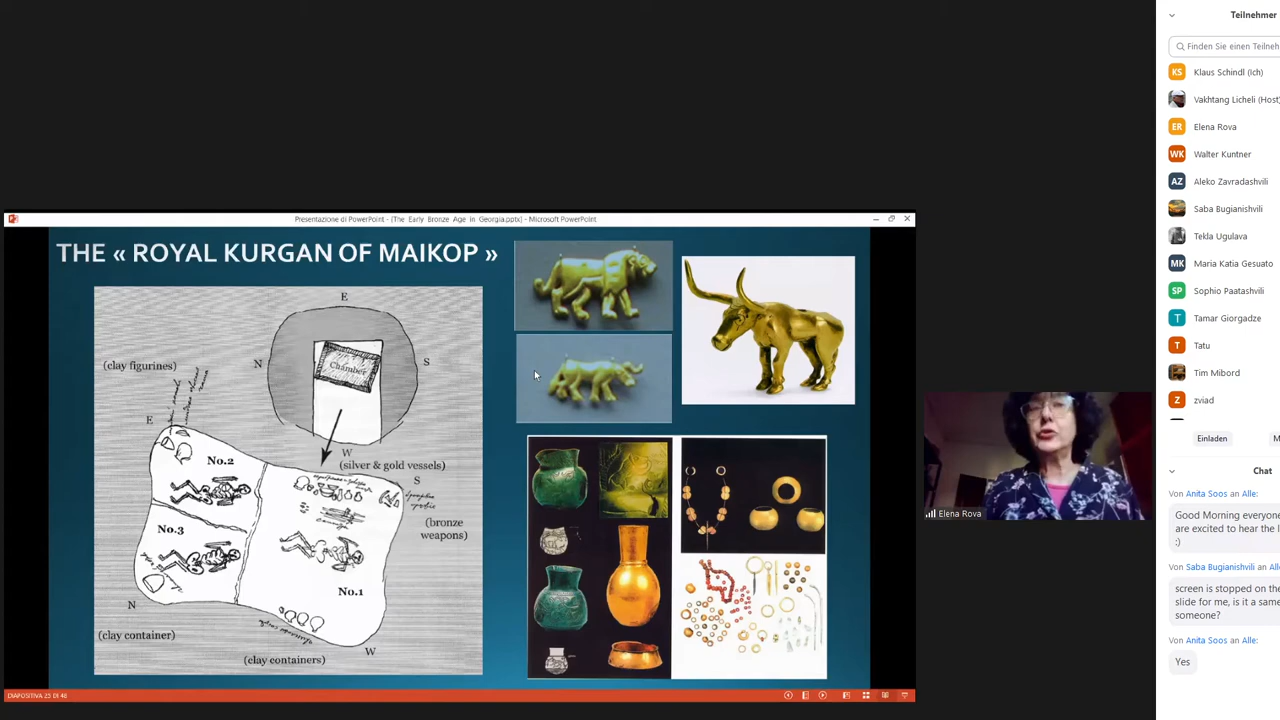 Presentazione di PowerPoint - (The Early Bronze Age in Georgia.pptx) - Microsoft PowerPoint
THE « ROYAL KURGAN OF MAIKOP »
E
N
S
Chamber
W
(clay figurines)
E
(silver & gold vessels)
S
No.2
(bronze
weapons)
No.3
No.1
N
W
(clay container)
(clay containers)
DIAPOSITIVA 25 DI 48
Elena Rova
Teilnehmer
Finden Sie einen Teilneh
KS Klaus Schindl (Ich)
Vakhtang Licheli (Host)
ER Elena Rova
WK Walter Kuntner
AZ Aleko Zavradashvili
Saba Bugianishvili
Tekla Ugulava
MK Maria Katia Gesuato
SP Sophio Paatashvili
T Tamar Giorgadze
T Tatu
Tim Mibord
Z zviad
Einladen
M
Chat
Von Anita Soos an Alle:
Good Morning everyone
are excited to hear the l
:)
Von Saba Bugianishvili an Alle:
screen is stopped on the
slide for me, is it a same
someone?
Von Anita Soos an Alle:
Yes